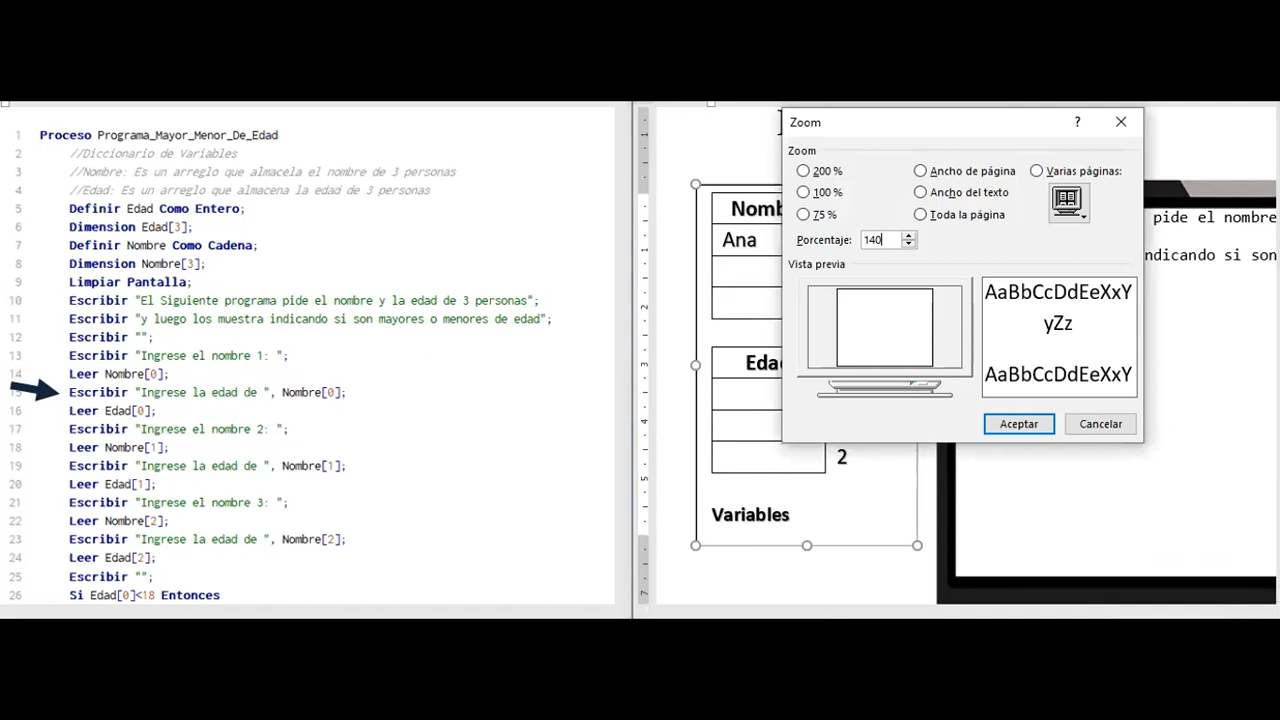 1 Proceso Programa_Mayor_Menor_De_Edad
2 //Diccionario de Variables
3 //Nombre: Es un arreglo que almacela el nombre de 3 personas
4 //Edad: Es un arreglo que almacena la edad de 3 personas
5 Definir Edad Como Entero;
6 Dimension Edad[3];
7 Definir Nombre Como Cadena;
8 Dimension Nombre[3];
9 Limpiar Pantalla;
10 Escribir "El Siguiente programa pide el nombre y la edad de 3 personas";
11 Escribir "y luego los muestra indicando si son mayores o menores de edad";
12 Escribir "";
13 Escribir "Ingrese el nombre 1: ";
14 Leer Nombre[0];
15 Escribir "Ingrese la edad de ", Nombre[0];
16 Leer Edad[0];
17 Escribir "Ingrese el nombre 2: ";
18 Leer Nombre[1];
19 Escribir "Ingrese la edad de ", Nombre[1];
20 Leer Edad[1];
21 Escribir "Ingrese el nombre 3: ";
22 Leer Nombre[2];
23 Escribir "Ingrese la edad de ", Nombre[2];
24 Leer Edad[2];
25 Escribir "";
26 Si Edad[0]<18 Entonces
1
1
2
3
4
5
7
Nomb
Ana
Edad
2
Variables
Zoom
?
Zoom
200 %
Ancho de página
Varias páginas:
100 %
Ancho del texto
75 %
Toda la página
Porcentaje: 140
Vista previa
AaBbCcDdEeXxY
yZz
AaBbCcDdEeXxY
Aceptar
Cancelar
pide el nombre
ndicando si son